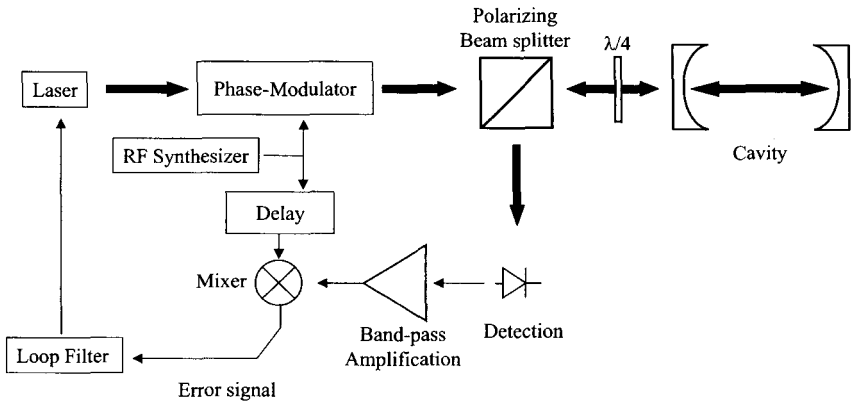 Polarizing
Beam splitter
λ/4
Laser
Phase-Modulator
RF Synthesizer
Cavity
Delay
Mixer
Band-pass
Amplification
Detection
Loop Filter
Error signal